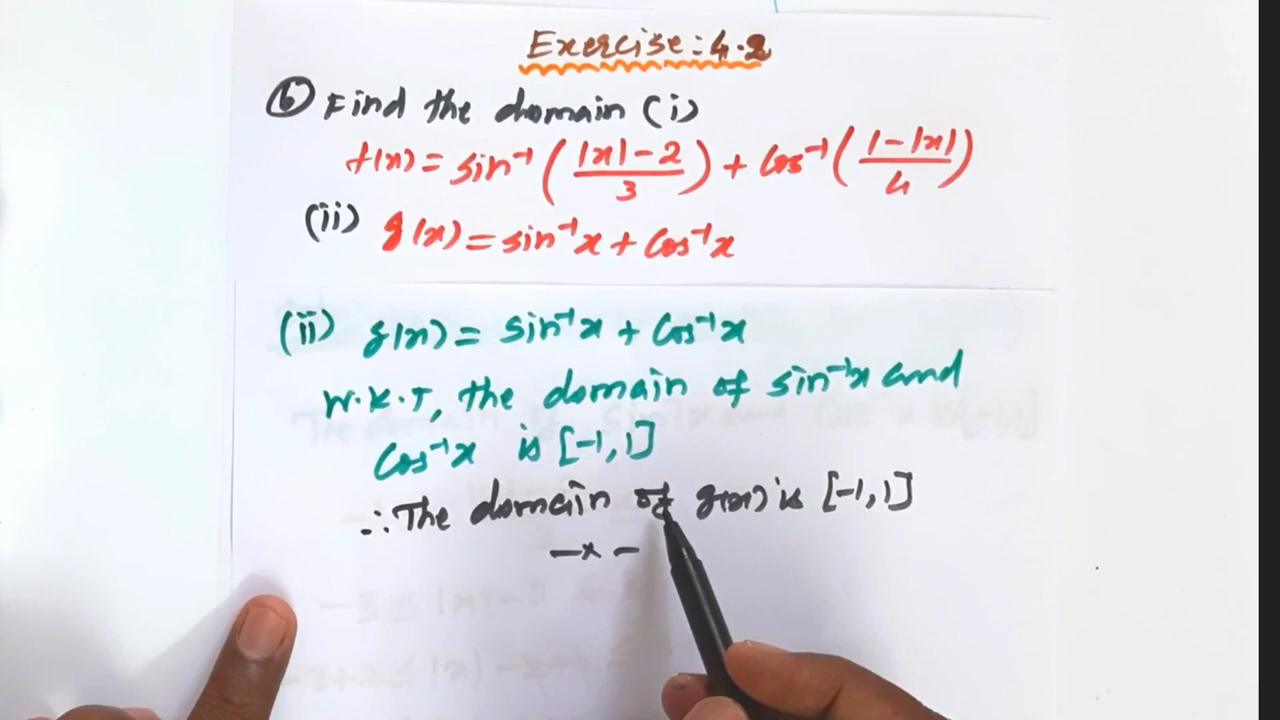 Exercise: 4.2
⑥ Find the domain (i)
f(x) = sin⁻¹ (|x| - 2 / 3) + cos⁻¹ (1 - |x| / 4)
(ii) g(x) = sin⁻¹x + cos⁻¹x
(ii) g(x) = sin⁻¹x + cos⁻¹x
W.K.T, the domain of sin⁻¹x and
cos⁻¹x is [-1, 1]
∴ The domain of g(x) is [-1, 1]
— x —